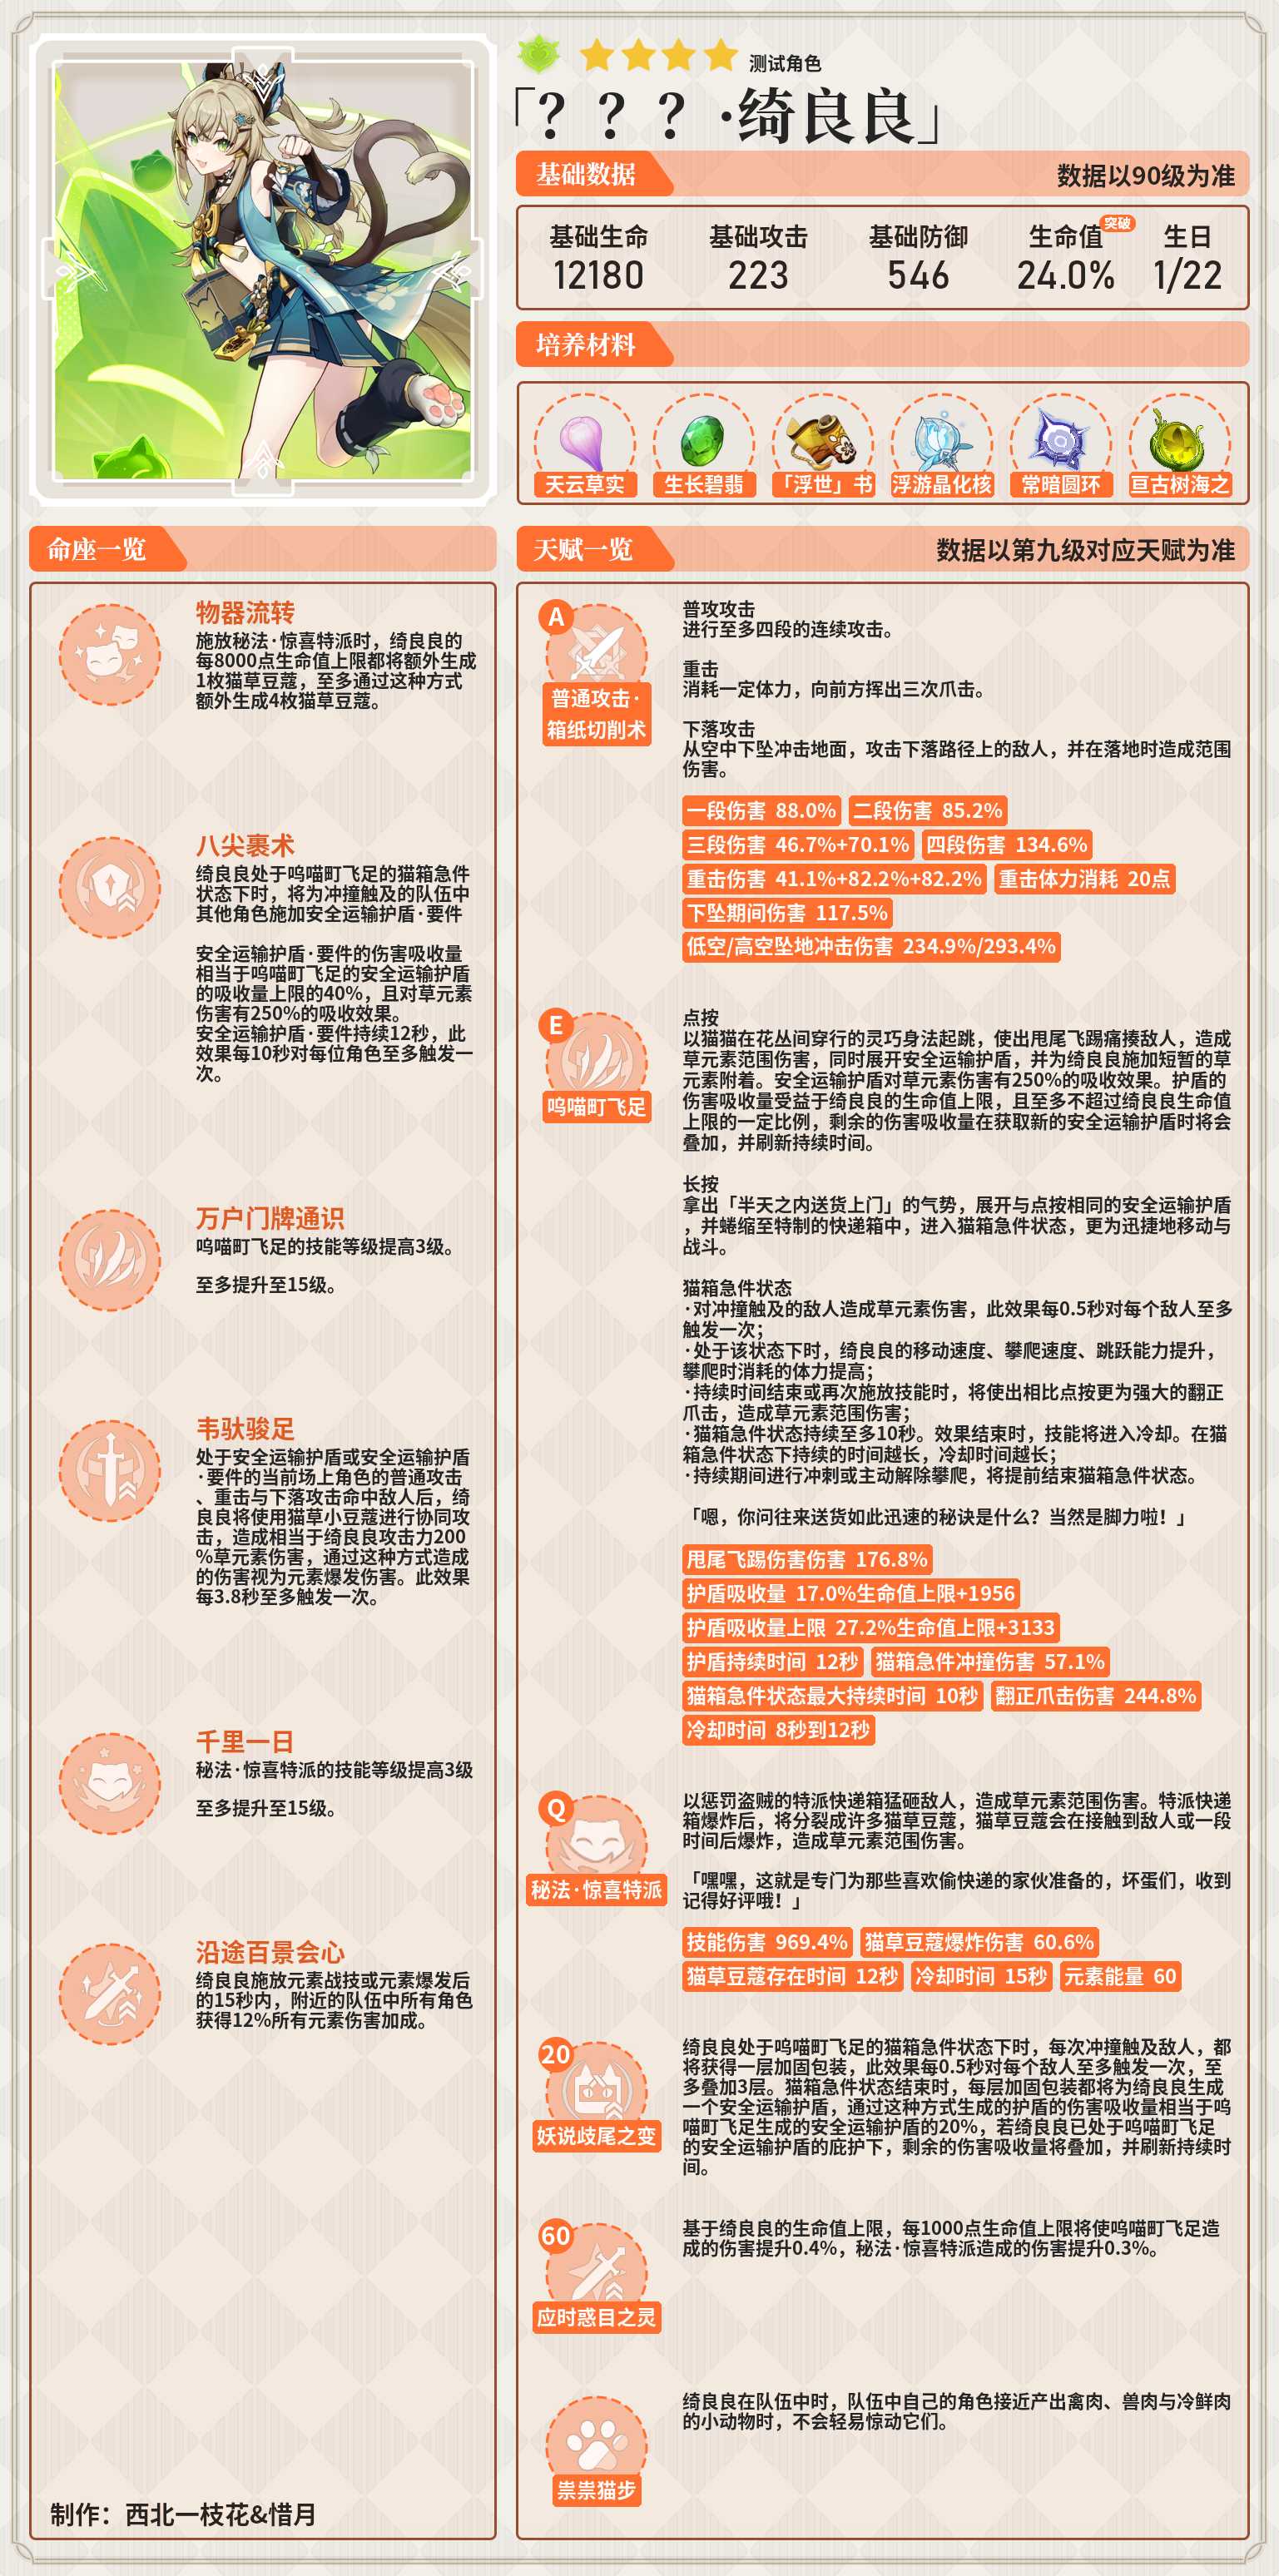 测试角色
「？？？·绮良良」
基础数据
数据以90级为准
基础生命 基础攻击 基础防御 生命值 突破 生日
12180 223 546 24.0% 1/22
培养材料
天云草实 生长碧翡 「浮世」书 浮游晶化核 常暗圆环 亘古树海之
命座一览
物器流转
施放秘法·惊喜特派时，绮良良的
每8000点生命值上限都将额外生成
1枚猫草豆蔻，至多通过这种方式
额外生成4枚猫草豆蔻。
八尖裹术
绮良良处于呜喵町飞足的猫箱急件
状态下时，将为冲撞触及的队伍中
其他角色施加安全运输护盾·要件
安全运输护盾·要件的伤害吸收量
相当于呜喵町飞足的安全运输护盾
的吸收量上限的40%，且对草元素
伤害有250%的吸收效果。
安全运输护盾·要件持续12秒，此
效果每10秒对每位角色至多触发一
次。
万户门牌通识
呜喵町飞足的技能等级提高3级。
至多提升至15级。
韦驮骏足
处于安全运输护盾或安全运输护盾
·要件的当前场上角色的普通攻击
、重击与下落攻击命中敌人后，绮
良良将使用猫草小豆蔻进行协同攻
击，造成相当于绮良良攻击力200
%草元素伤害，通过这种方式造成
的伤害视为元素爆发伤害。此效果
每3.8秒至多触发一次。
千里一日
秘法·惊喜特派的技能等级提高3级
至多提升至15级。
沿途百景会心
绮良良施放元素战技或元素爆发后
的15秒内，附近的队伍中所有角色
获得12%所有元素伤害加成。
制作：西北一枝花&惜月
天赋一览
数据以第九级对应天赋为准
A
普通攻击·
箱纸切削术
普攻攻击
进行至多四段的连续攻击。
重击
消耗一定体力，向前方挥出三次爪击。
下落攻击
从空中下坠冲击地面，攻击下落路径上的敌人，并在落地时造成范围
伤害。
一段伤害 88.0% 二段伤害 85.2%
三段伤害 46.7%+70.1% 四段伤害 134.6%
重击伤害 41.1%+82.2%+82.2% 重击体力消耗 20点
下坠期间伤害 117.5%
低空/高空坠地冲击伤害 234.9%/293.4%
E
呜喵町飞足
点按
以猫猫在花丛间穿行的灵巧身法起跳，使出甩尾飞踢痛揍敌人，造成
草元素范围伤害，同时展开安全运输护盾，并为绮良良施加短暂的草
元素附着。安全运输护盾对草元素伤害有250%的吸收效果。护盾的
伤害吸收量受益于绮良良的生命值上限，且至多不超过绮良良生命值
上限的一定比例，剩余的伤害吸收量在获取新的安全运输护盾时将会
叠加，并刷新持续时间。
长按
拿出「半天之内送货上门」的气势，展开与点按相同的安全运输护盾
，并蜷缩至特制的快递箱中，进入猫箱急件状态，更为迅捷地移动与
战斗。
猫箱急件状态
·对冲撞触及的敌人造成草元素伤害，此效果每0.5秒对每个敌人至多
触发一次；
·处于该状态下时，绮良良的移动速度、攀爬速度、跳跃能力提升，
攀爬时消耗的体力提高；
·持续时间结束或再次施放技能时，将使出相比点按更为强大的翻正
爪击，造成草元素范围伤害；
·猫箱急件状态持续至多10秒。效果结束时，技能将进入冷却。在猫
箱急件状态下持续的时间越长，冷却时间越长；
·持续期间进行冲刺或主动解除攀爬，将提前结束猫箱急件状态。
「嗯，你问往来送货如此迅速的秘诀是什么？当然是脚力啦！」
甩尾飞踢伤害伤害 176.8%
护盾吸收量 17.0%生命值上限+1956
护盾吸收量上限 27.2%生命值上限+3133
护盾持续时间 12秒 猫箱急件冲撞伤害 57.1%
猫箱急件状态最大持续时间 10秒 翻正爪击伤害 244.8%
冷却时间 8秒到12秒
Q
秘法·惊喜特派
以惩罚盗贼的特派快递箱猛砸敌人，造成草元素范围伤害。特派快递
箱爆炸后，将分裂成许多猫草豆蔻，猫草豆蔻会在接触到敌人或一段
时间后爆炸，造成草元素范围伤害。
「嘿嘿，这就是专门为那些喜欢偷快递的家伙准备的，坏蛋们，收到
记得好评哦！」
技能伤害 969.4% 猫草豆蔻爆炸伤害 60.6%
猫草豆蔻存在时间 12秒 冷却时间 15秒 元素能量 60
20
妖说歧尾之变
绮良良处于呜喵町飞足的猫箱急件状态下时，每次冲撞触及敌人，都
将获得一层加固包装，此效果每0.5秒对每个敌人至多触发一次，至
多叠加3层。猫箱急件状态结束时，每层加固包装都将为绮良良生成
一个安全运输护盾，通过这种方式生成的护盾的伤害吸收量相当于呜
喵町飞足生成的安全运输护盾的20%，若绮良良已处于呜喵町飞足
的安全运输护盾的庇护下，剩余的伤害吸收量将叠加，并刷新持续时
间。
60
应时惑目之灵
基于绮良良的生命值上限，每1000点生命值上限将使呜喵町飞足造
成的伤害提升0.4%，秘法·惊喜特派造成的伤害提升0.3%。
祟祟猫步
绮良良在队伍中时，队伍中自己的角色接近产出禽肉、兽肉与冷鲜肉
的小动物时，不会轻易惊动它们。